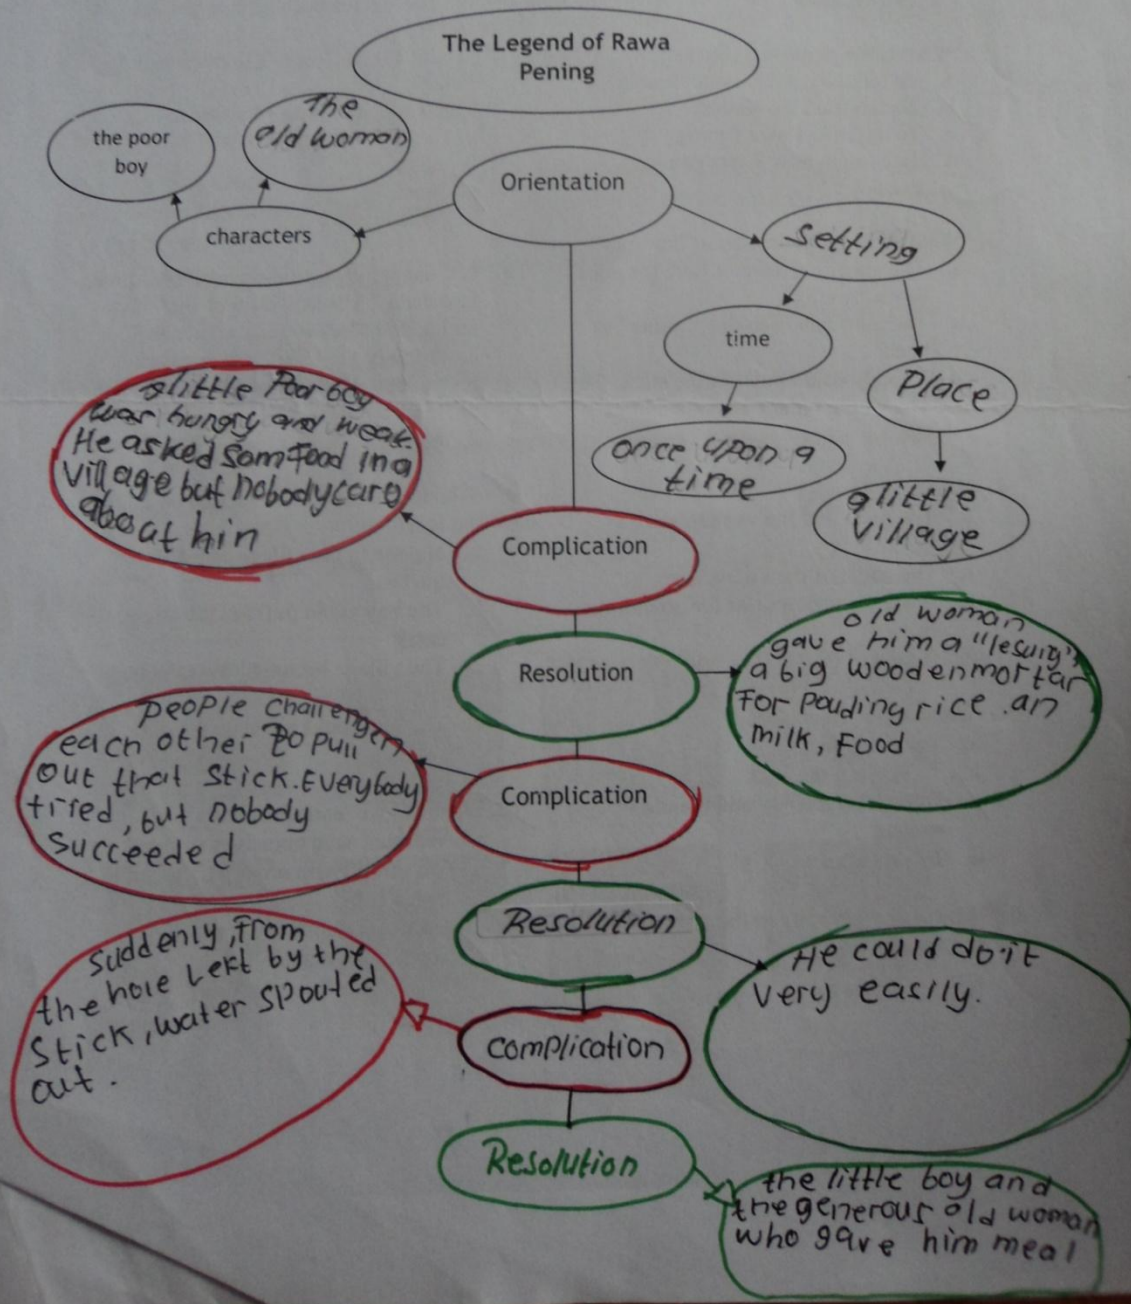 The Legend of Rawa
Pening
the poor
boy
The
old woman
Orientation
characters
setting
time
Place
once upon a
time
a little
village
a little Poor boy
was hungry and weak.
He asked som food in a
village but nobody care
about hin
Complication
Resolution
old woman
gave him a "lesung",
a big wooden mortar
For Pouding rice .an
milk, Food
People challengen
each other to pull
out that stick. Everybody
tried, but nobody
succeeded
Complication
Resolution
He could do it
very easily.
suddenly, from
the hole Left by the
Stick, water spouted
out.
Complication
Resolution
the little boy and
the generous old woman
who gave him meal